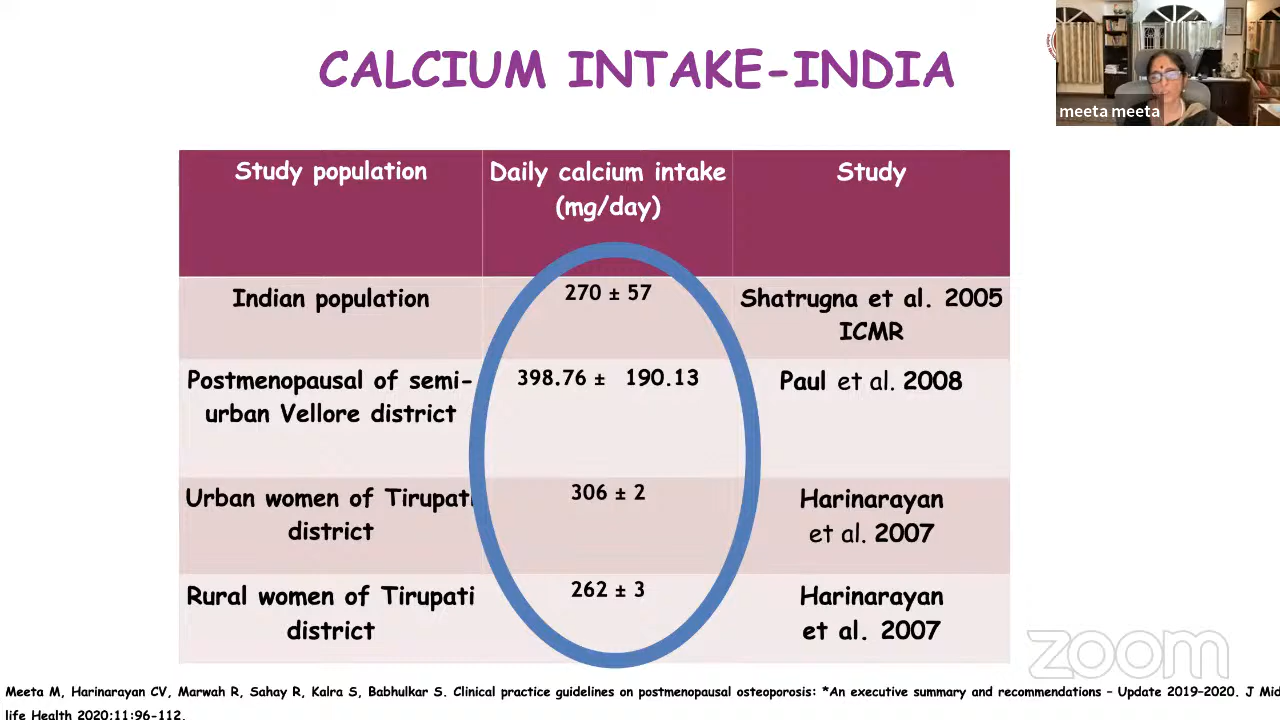 CALCIUM INTAKE-INDIA
meeta meeta
Study population
Daily calcium intake
(mg/day)
Study
Indian population
270 ± 57
Shatrugna et al. 2005
ICMR
Postmenopausal of semi-
urban Vellore district
398.76 ± 190.13
Paul et al. 2008
Urban women of Tirupati
district
306 ± 2
Harinarayan
et al. 2007
Rural women of Tirupati
district
262 ± 3
Harinarayan
et al. 2007
zoom
Meeta M, Harinarayan CV, Marwah R, Sahay R, Kalra S, Babhulkar S. Clinical practice guidelines on postmenopausal osteoporosis: *An executive summary and recommendations – Update 2019–2020. J Mid
life Health 2020;11:96-112.